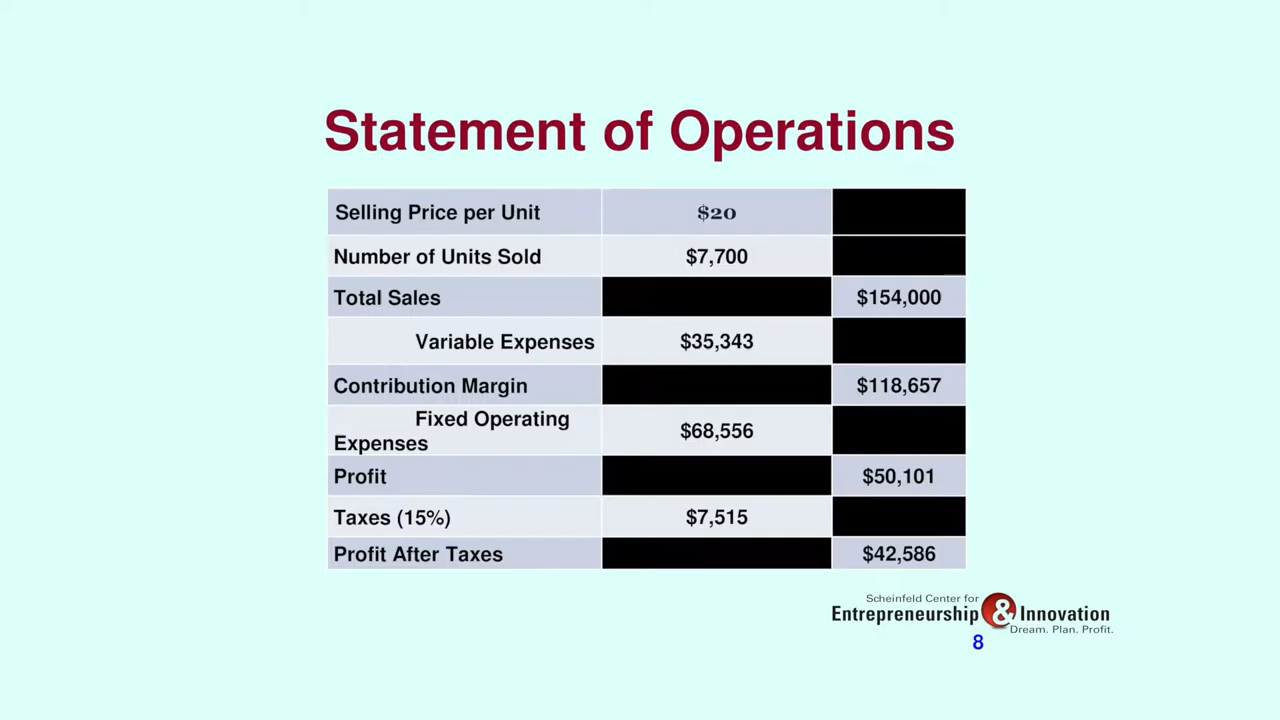 Statement of Operations
Selling Price per Unit $20
Number of Units Sold $7,700
Total Sales $154,000
Variable Expenses $35,343
Contribution Margin $118,657
Fixed Operating
Expenses $68,556
Profit $50,101
Taxes (15%) $7,515
Profit After Taxes $42,586
Scheinfeld Center for
Entrepreneurship & Innovation
Dream. Plan. Profit.
8